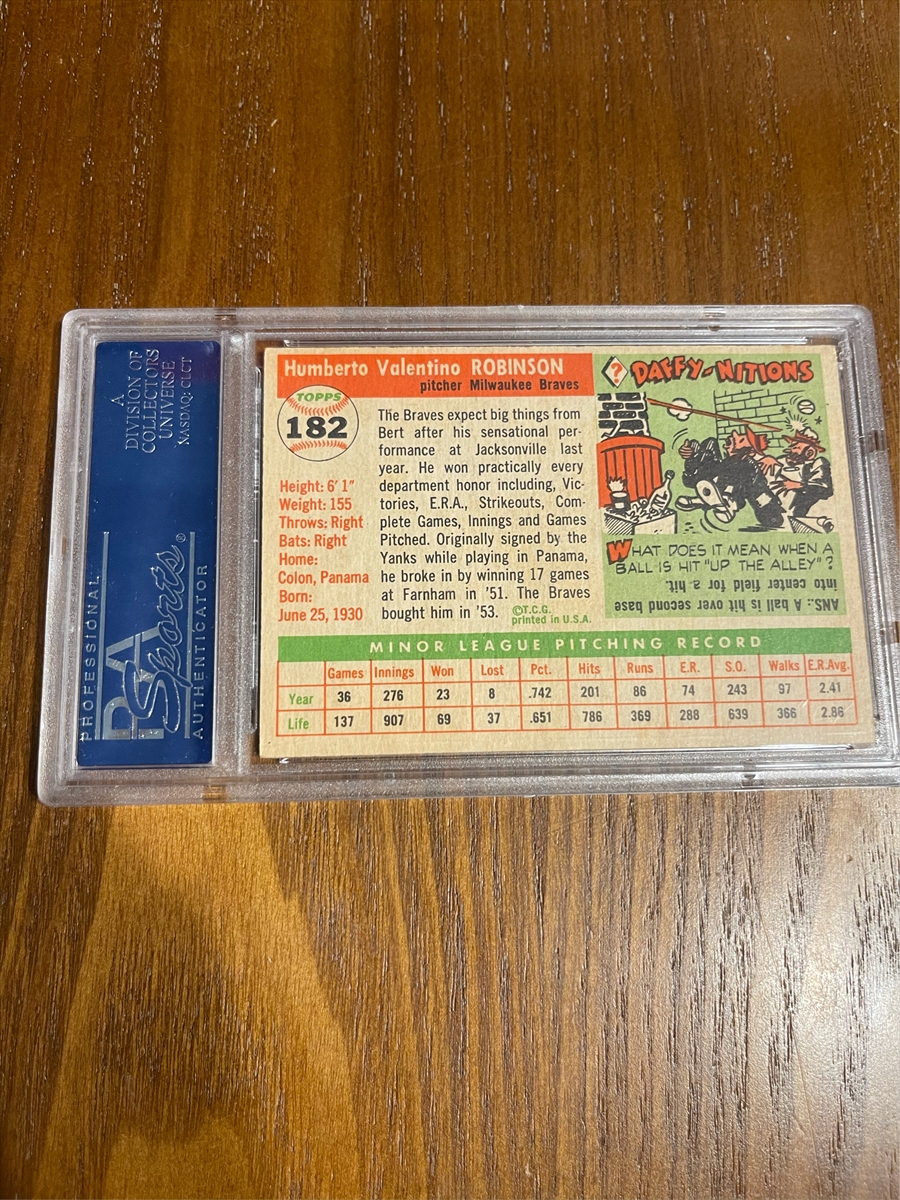 A
DIVISION OF
COLLECTORS
UNIVERSE
NASDAQ: CLCT
PROFESSIONAL
PSA
Sports®
AUTHENTICATOR
Humberto Valentino ROBINSON
pitcher Milwaukee Braves
TOPPS
182
Height: 6' 1"
Weight: 155
Throws: Right
Bats: Right
Home:
Colon, Panama
Born:
June 25, 1930
The Braves expect big things from
Bert after his sensational per-
formance at Jacksonville last
year. He won practically every
department honor including, Vic-
tories, E.R.A., Strikeouts, Com-
plete Games, Innings and Games
Pitched. Originally signed by the
Yanks while playing in Panama,
he broke in by winning 17 games
at Farnham in '51. The Braves
bought him in '53.
©T.C.G.
printed in U.S.A.
? DAFFY-NITIONS
WHAT DOES IT MEAN WHEN A
BALL IS HIT "UP THE ALLEY"?
ANS.: A ball is hit over second base
into center field for a hit.
MINOR LEAGUE PITCHING RECORD
Games Innings Won Lost Pct. Hits Runs E.R. S.O. Walks E.R.Avg.
Year 36 276 23 8 .742 201 86 74 243 97 2.41
Life 137 907 69 37 .651 786 369 288 639 366 2.86